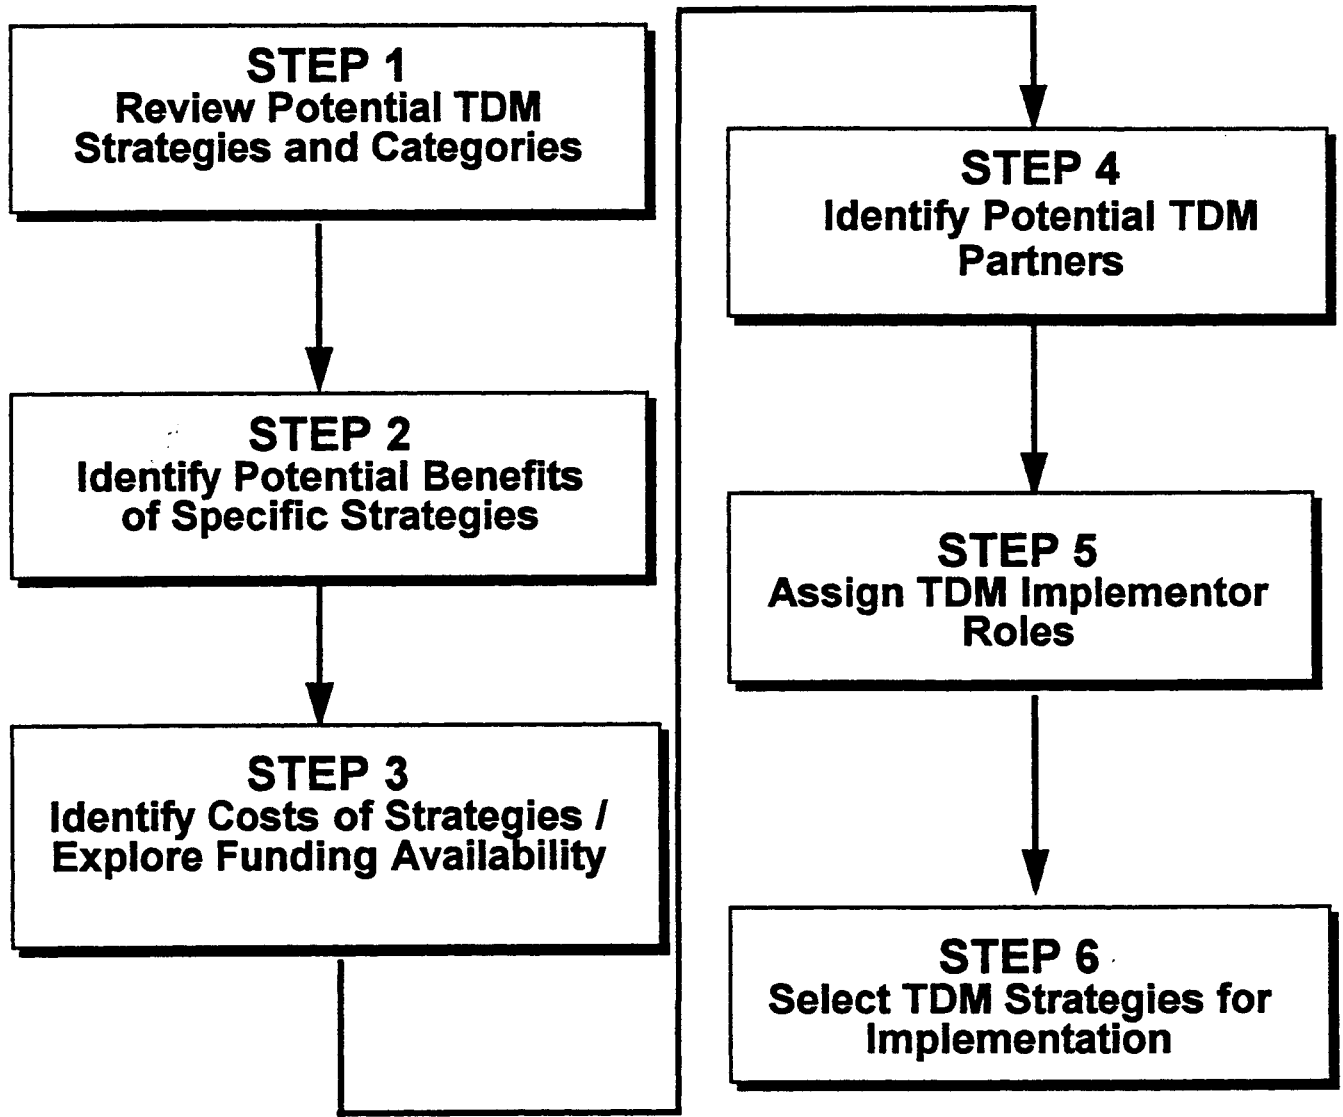 STEP 1
Review Potential TDM
Strategies and Categories
STEP 2
Identify Potential Benefits
of Specific Strategies
STEP 3
Identify Costs of Strategies /
Explore Funding Availability
STEP 4
Identify Potential TDM
Partners
STEP 5
Assign TDM Implementor
Roles
STEP 6
Select TDM Strategies for
Implementation